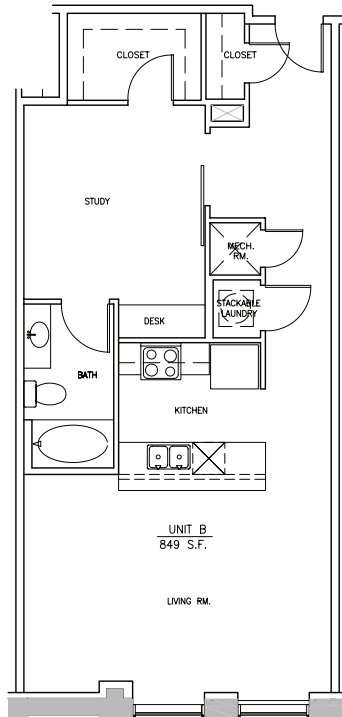 CLOSET
CLOSET
STUDY
MECH.
RM.
STACKABLE
LAUNDRY
DESK
BATH
KITCHEN
UNIT B
849 S.F.
LIVING RM.